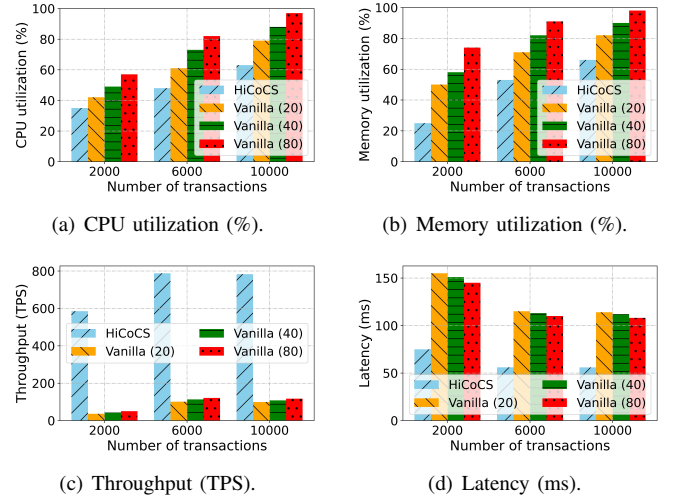 CPU utilization (%)
100
80
60
40
20
0
HiCoCS
Vanilla (20)
Vanilla (40)
Vanilla (80)
2000 6000 10000
Number of transactions
(a) CPU utilization (%).
Memory utilization (%)
100
80
60
40
20
0
HiCoCS
Vanilla (20)
Vanilla (40)
Vanilla (80)
2000 6000 10000
Number of transactions
(b) Memory utilization (%).
Throughput (TPS)
800
600
400
200
0
HiCoCS Vanilla (40)
Vanilla (20) Vanilla (80)
2000 6000 10000
Number of transactions
(c) Throughput (TPS).
Latency (ms)
150
100
50
0
HiCoCS Vanilla (40)
Vanilla (20) Vanilla (80)
2000 6000 10000
Number of transactions
(d) Latency (ms).